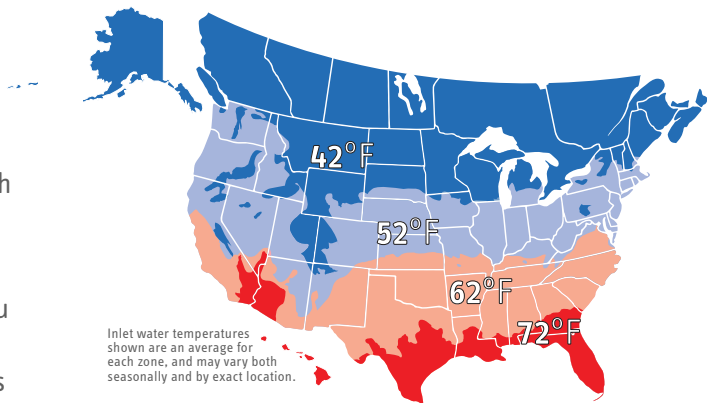 h
u
s
42°F
52°F
62°F
72°F
Inlet water temperatures
shown are an average for
each zone, and may vary both
seasonally and by exact location.